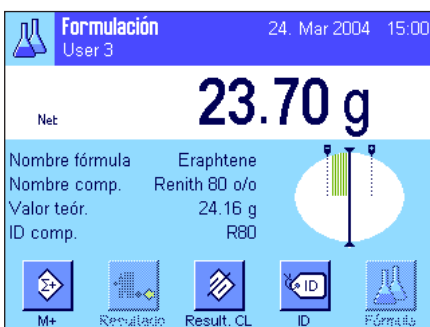 Formulación 24. Mar 2004 15:00
User 3
Net 23.70 g
Nombre fórmula Eraphtene
Nombre comp. Renith 80 o/o
Valor teór. 24.16 g
ID comp. R80
Σ+ ID
M+ Resultado Result. CL ID Fórmula